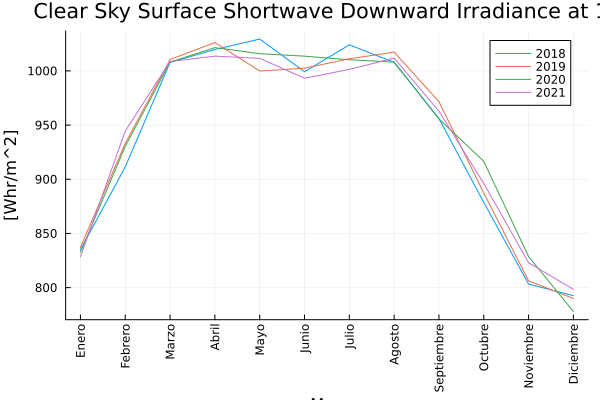 Clear Sky Surface Shortwave Downward Irradiance at
[Whr/m^2]
1000
950
900
850
800
2018
2019
2020
2021
Enero
Febrero
Marzo
Abril
Mayo
Junio
Julio
Agosto
Septiembre
Octubre
Noviembre
Diciembre